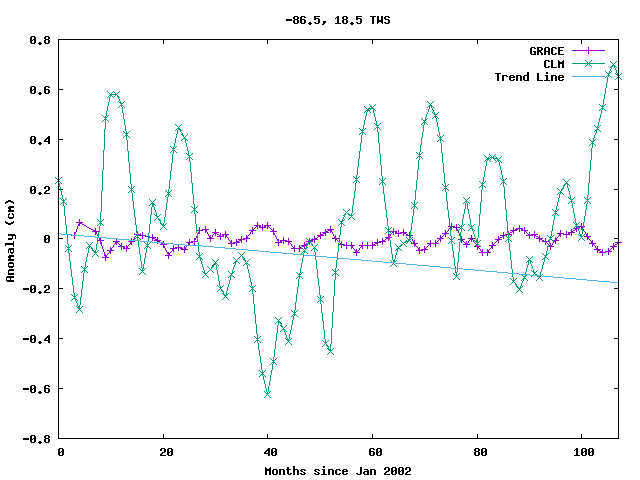 -86.5, 18.5 TWS
GRACE
CLM
Trend Line
0.8
0.6
0.4
0.2
0
-0.2
-0.4
-0.6
-0.8
Anomaly (cm)
0 20 40 60 80 100
Months since Jan 2002